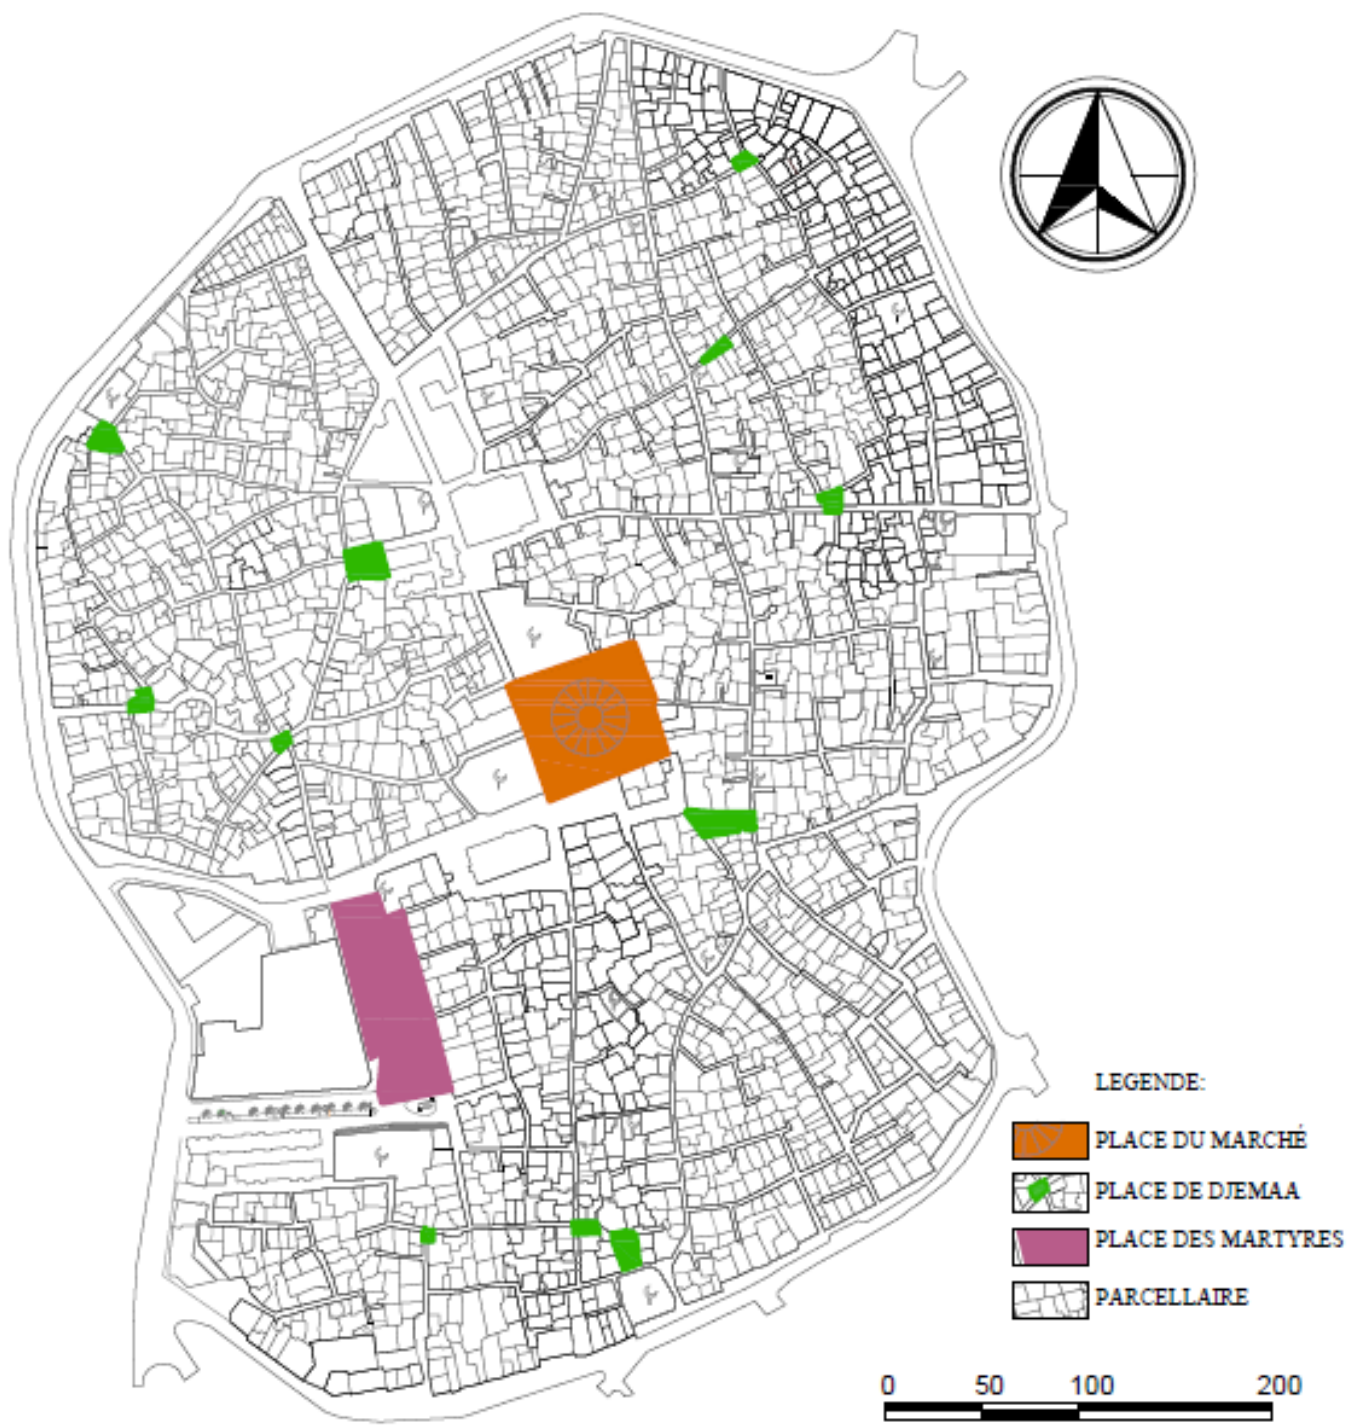 LEGENDE:
PLACE DU MARCHÉ
PLACE DE DJEMAA
PLACE DES MARTYRES
PARCELLAIRE
0 50 100 200